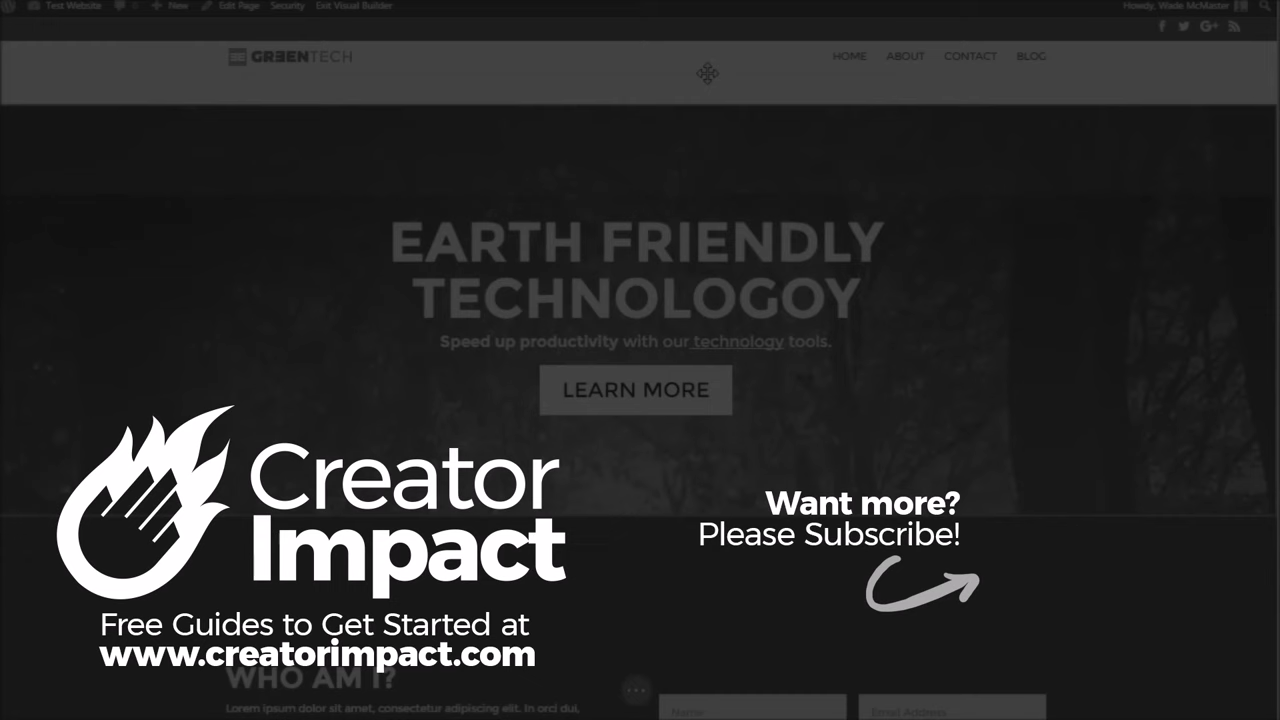 Test Website
New
Edit Page
Security
Exit Visual Builder
Howdy, Wade McMaster
GREENTECH
HOME
ABOUT
CONTACT
BLOG
EARTH FRIENDLY
TECHNOLOGOY
Speed up productivity with our technology tools.
LEARN MORE
Creator
Impact
Free Guides to Get Started at
www.creatorimpact.com
Want more?
Please Subscribe!
WHO AM I?
Lorem ipsum dolor sit amet, consectetur adipiscing elit. In orci dui,
Name
Email Address